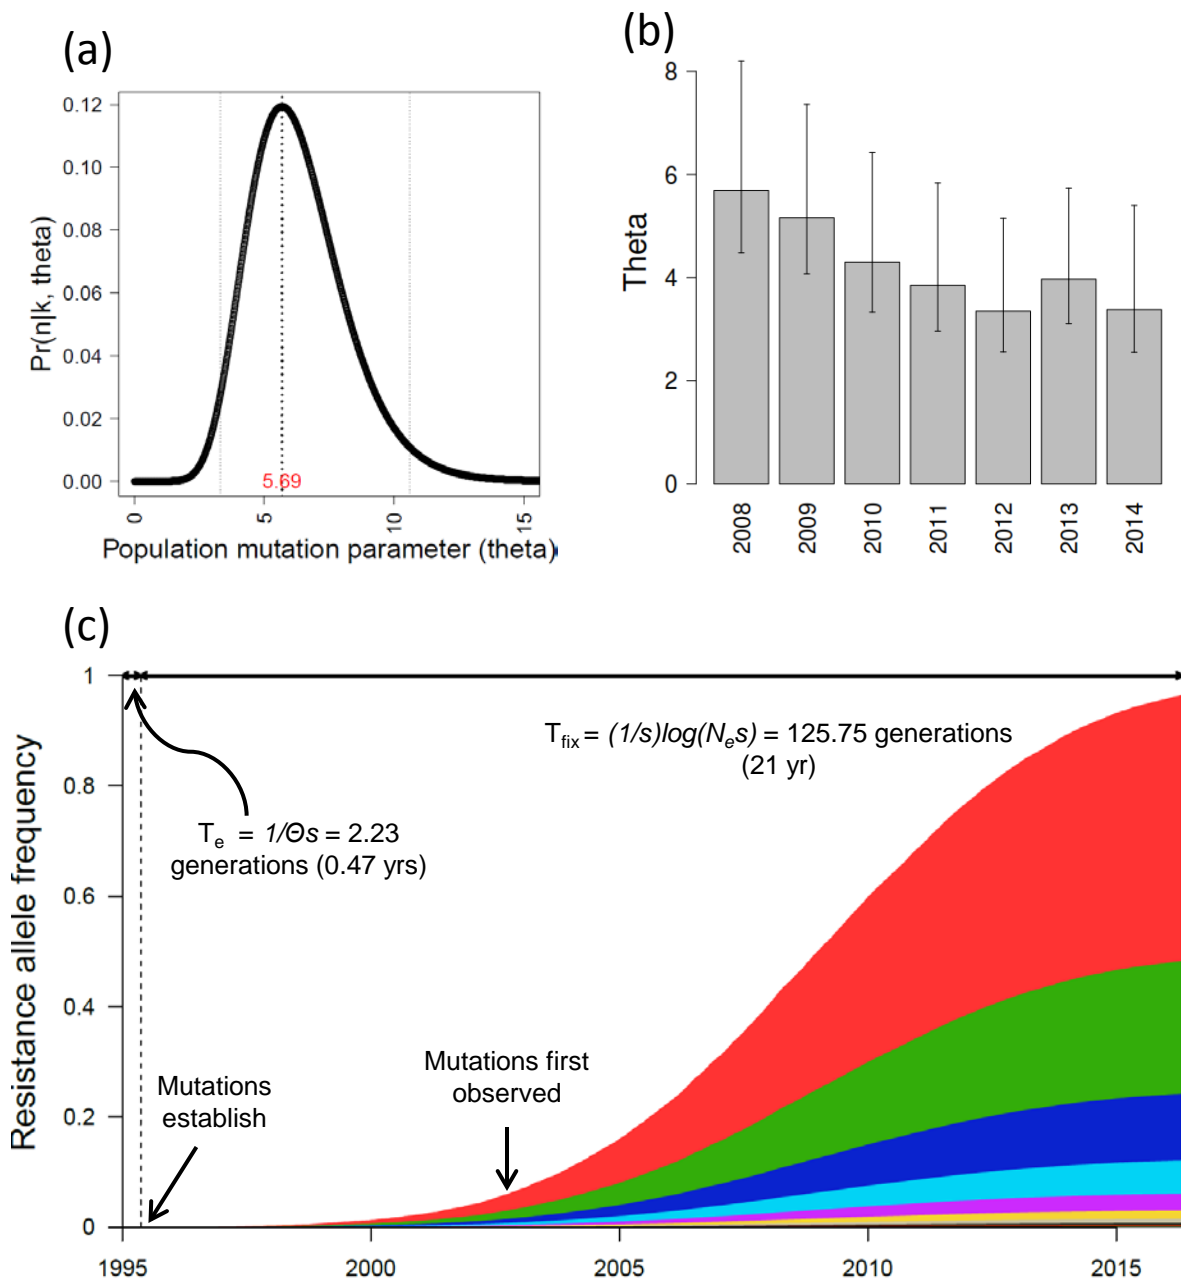 (a)
0.12
0.10
0.08
0.06
0.04
0.02
0.00
Pr(n|k, theta)
5.69
0
5
10
15
Population mutation parameter (theta)
(b)
8
6
4
2
0
Theta
2008
2009
2010
2011
2012
2013
2014
(c)
1
0.8
0.6
0.4
0.2
0
Resistance allele frequency
Tfix = (1/s)log(Nes) = 125.75 generations
(21 yr)
Te = 1/Θs = 2.23
generations (0.47 yrs)
Mutations first
observed
Mutations
establish
1995
2000
2005
2010
2015